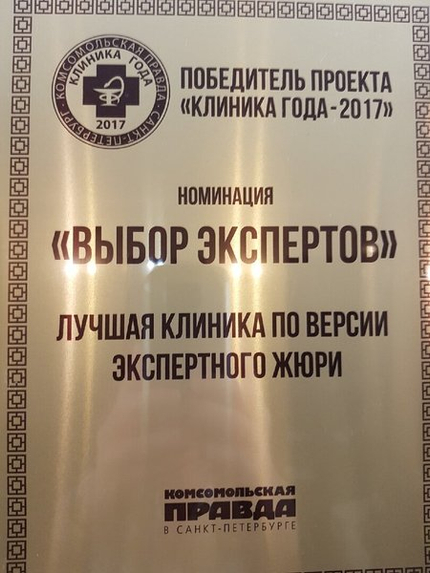 КОМСОМОЛЬСКАЯ ПРАВДА
САНКТ-ПЕТЕРБУРГ
КЛИНИКА ГОДА
2017
ПОБЕДИТЕЛЬ ПРОЕКТА
«КЛИНИКА ГОДА-2017»
НОМИНАЦИЯ
«ВЫБОР ЭКСПЕРТОВ»
ЛУЧШАЯ КЛИНИКА ПО ВЕРСИИ
ЭКСПЕРТНОГО ЖЮРИ
КОМСОМОЛЬСКАЯ
ПРАВДА
В САНКТ-ПЕТЕРБУРГЕ